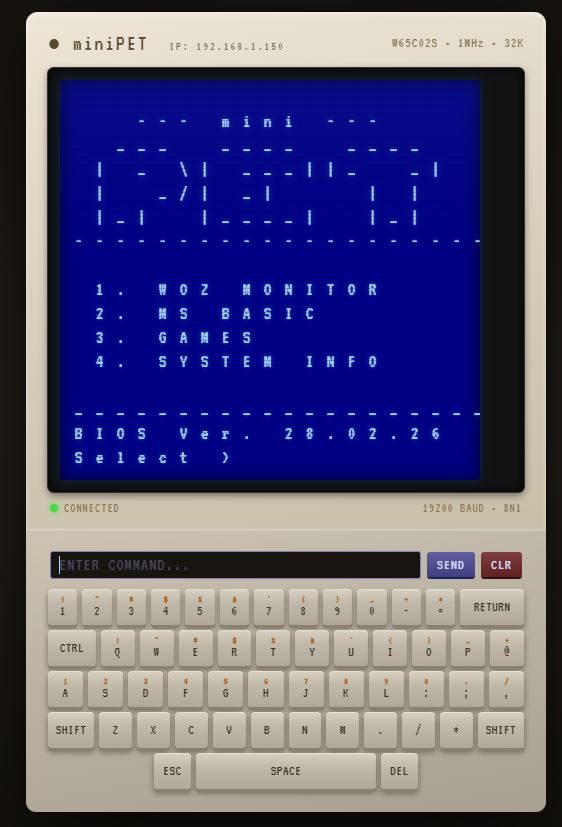 miniPET IP: 192.168.1.150 W65C02S · 1MHz · 32K
--- mini ---
1. WOZ MONITOR
2. MS BASIC
3. GAMES
4. SYSTEM INFO
BIOS Ver. 28.02.26
Select >
CONNECTED 19200 BAUD · 8N1
ENTER COMMAND... SEND CLR
1 2 3 4 5 6 7 8 9 0 - = RETURN
CTRL Q W E R T Y U I O P @
A S D F G H J K L : ; ,
SHIFT Z X C V B N M . / * SHIFT
ESC SPACE DEL